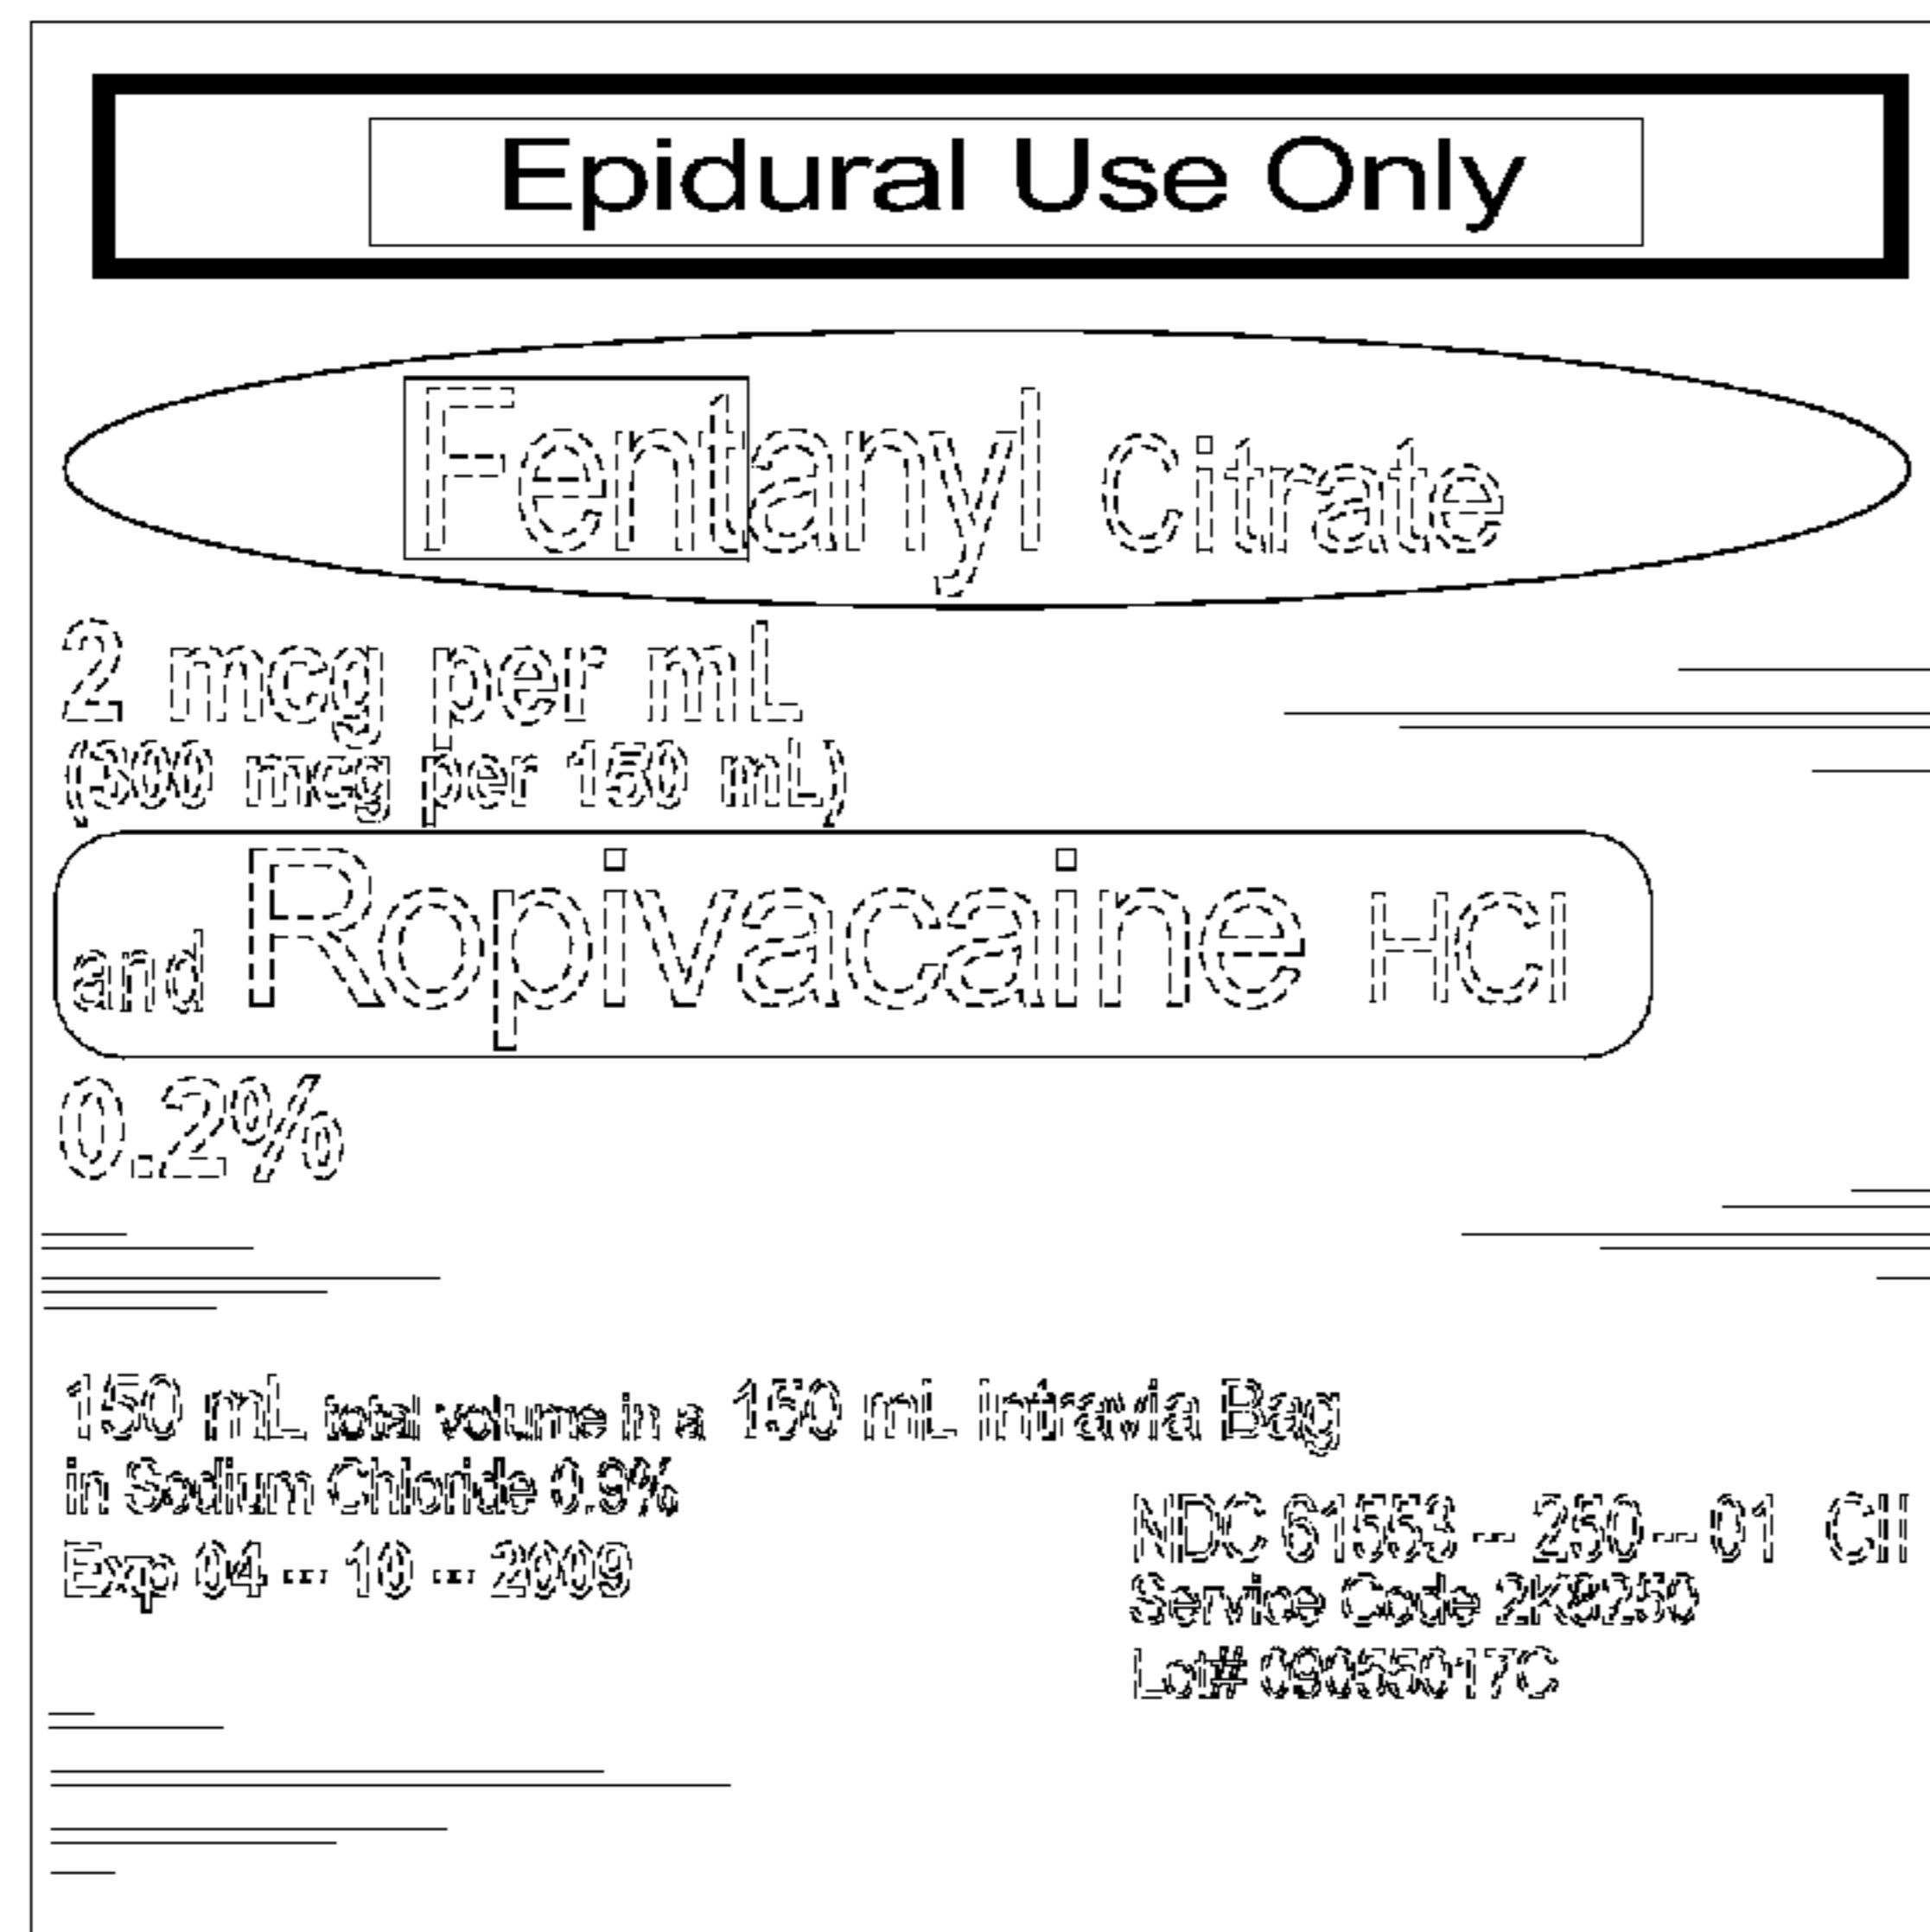 Epidural Use Only
Fentanyl Citrate
2 mcg per mL
(300 mcg per 150 mL)
and Ropivacaine HCl
0.2%
150 mL total volume in a 150 mL Intravia Bag
in Sodium Chloride 0.9%
Exp 04 -- 10 -- 2009
NDC 61553 -- 250 -- 01 CII
Service Code 2K8250
Lot# 09055017C